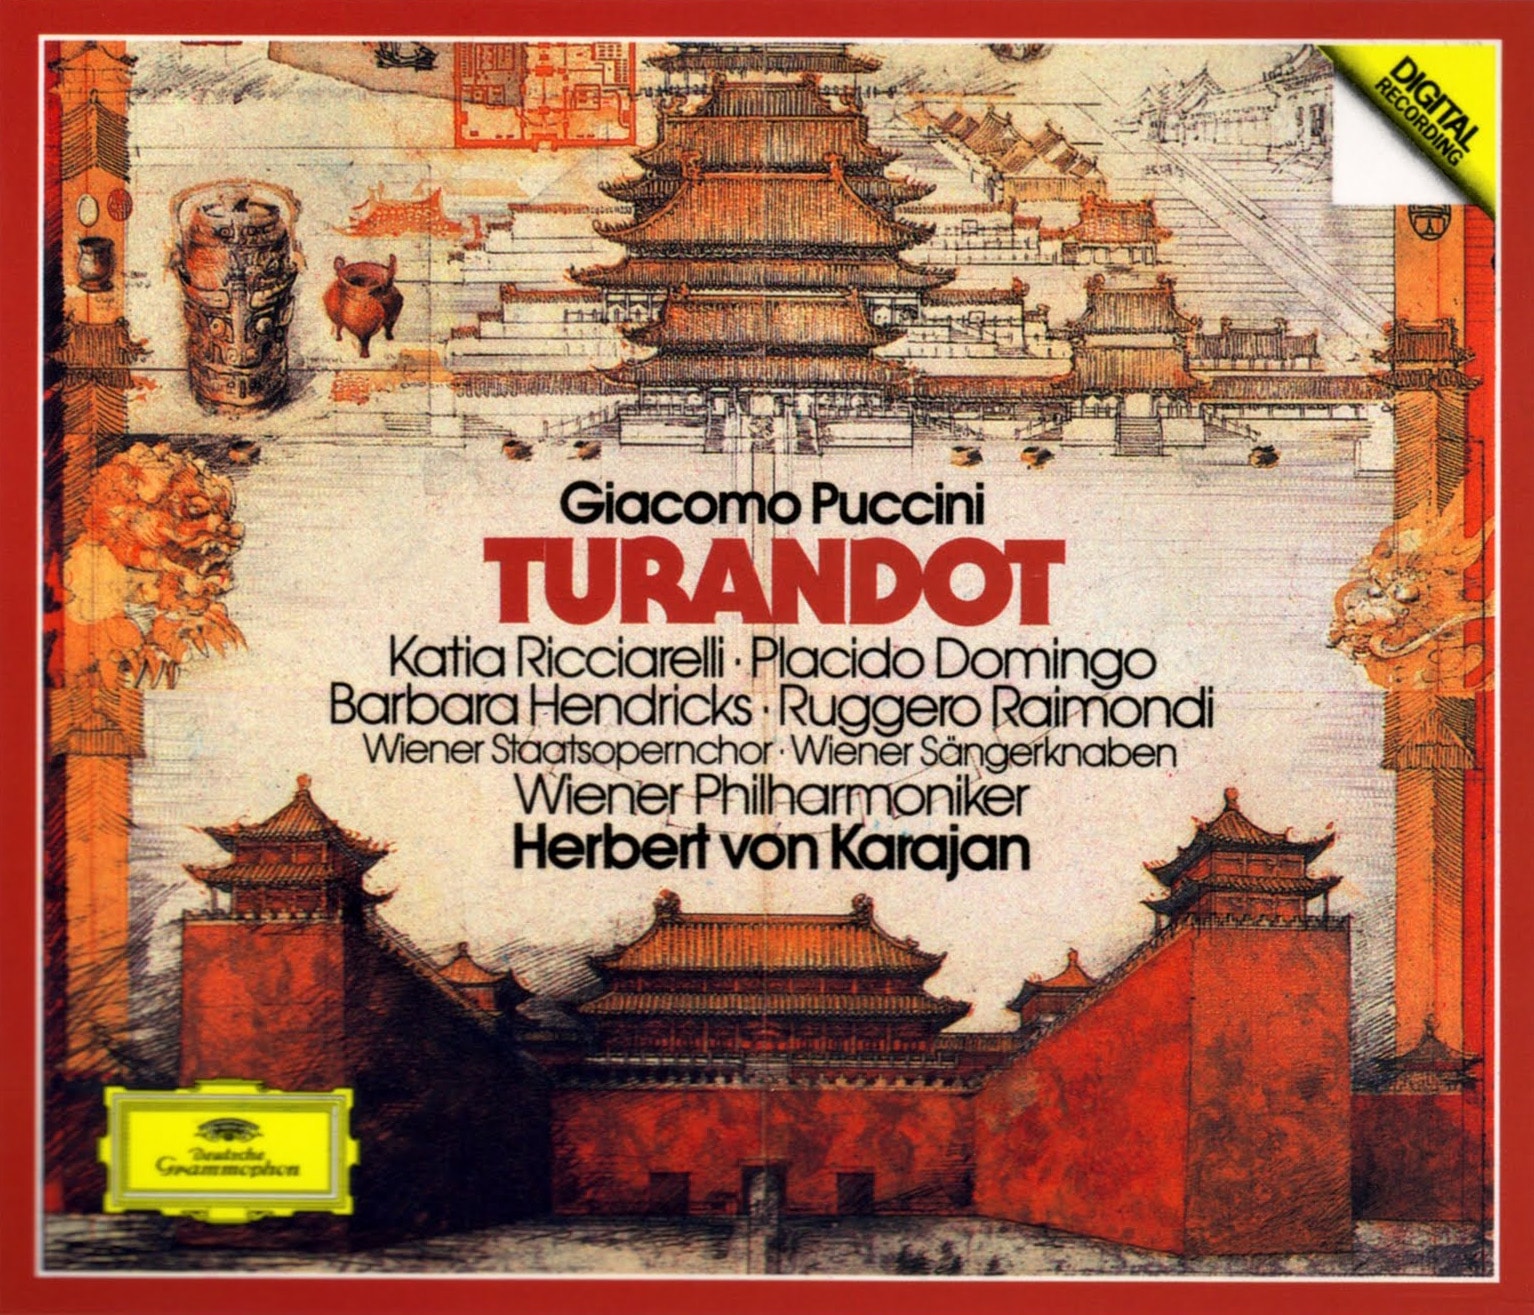 DIGITAL
RECORDING
Giacomo Puccini
TURANDOT
Katia Ricciarelli · Placido Domingo
Barbara Hendricks · Ruggero Raimondi
Wiener Staatsopernchor · Wiener Sängerknaben
Wiener Philharmoniker
Herbert von Karajan
Deutsche
Grammophon